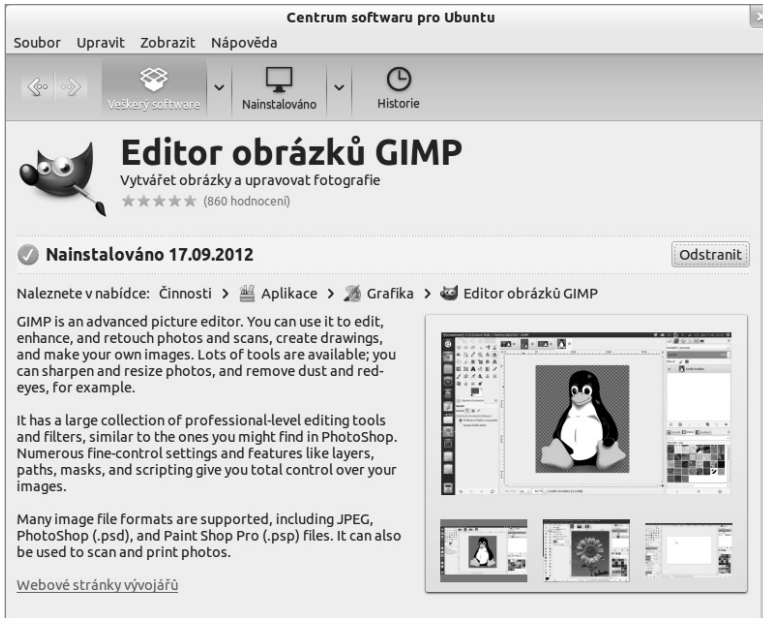 Centrum softwaru pro Ubuntu
Soubor Upravit Zobrazit Nápověda
Veškerý software Nainstalováno Historie
Editor obrázků GIMP
Vytvářet obrázky a upravovat fotografie
(860 hodnocení)
Nainstalováno 17.09.2012 Odstranit
Naleznete v nabídce: Činnosti > Aplikace > Grafika > Editor obrázků GIMP
GIMP is an advanced picture editor. You can use it to edit,
enhance, and retouch photos and scans, create drawings,
and make your own images. Lots of tools are available; you
can sharpen and resize photos, and remove dust and red-
eyes, for example.
It has a large collection of professional-level editing tools
and filters, similar to the ones you might find in PhotoShop.
Numerous fine-control settings and features like layers,
paths, masks, and scripting give you total control over your
images.
Many image file formats are supported, including JPEG,
PhotoShop (.psd), and Paint Shop Pro (.psp) files. It can also
be used to scan and print photos.
Webové stránky vývojářů